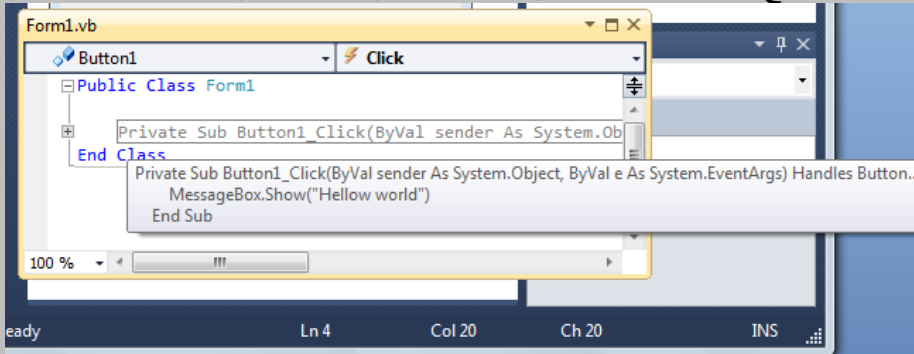 Form1.vb
Button1 Click
Public Class Form1
Private Sub Button1_Click(ByVal sender As System.Ob
End Class
Private Sub Button1_Click(ByVal sender As System.Object, ByVal e As System.EventArgs) Handles Button..
MessageBox.Show("Hellow world")
End Sub
100 %
eady Ln 4 Col 20 Ch 20 INS